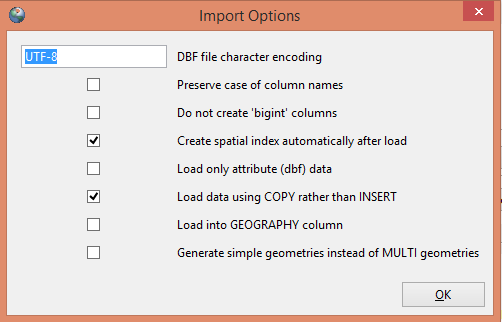 Import Options
UTF-8 DBF file character encoding
Preserve case of column names
Do not create 'bigint' columns
Create spatial index automatically after load
Load only attribute (dbf) data
Load data using COPY rather than INSERT
Load into GEOGRAPHY column
Generate simple geometries instead of MULTI geometries
OK